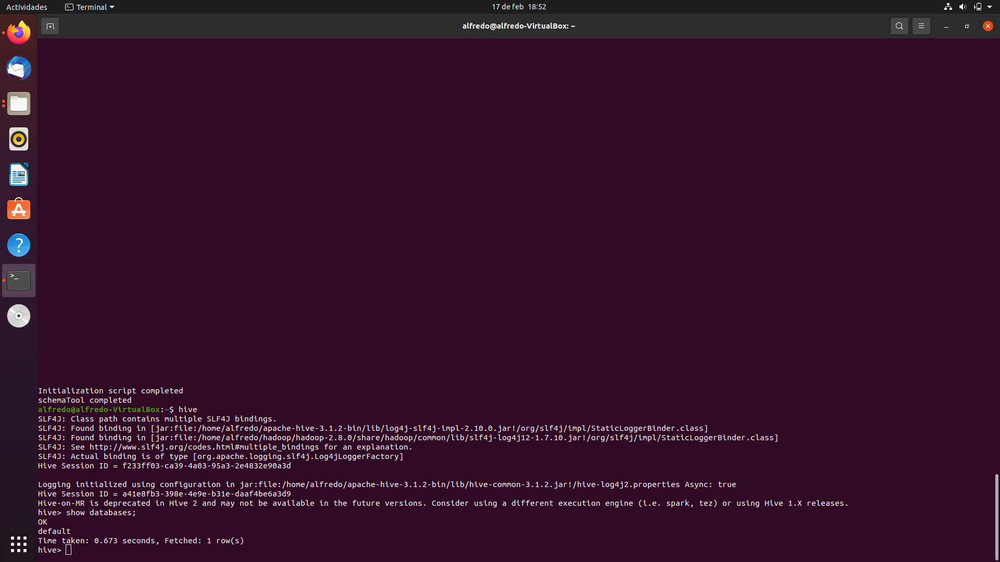 Actividades Terminal 17 de feb 18:52
alfredo@alfredo-VirtualBox: ~
Initialization script completed
schemaTool completed
alfredo@alfredo-VirtualBox:~$ hive
SLF4J: Class path contains multiple SLF4J bindings.
SLF4J: Found binding in [jar:file:/home/alfredo/apache-hive-3.1.2-bin/lib/log4j-slf4j-impl-2.10.0.jar!/org/slf4j/impl/StaticLoggerBinder.class]
SLF4J: Found binding in [jar:file:/home/alfredo/hadoop/hadoop-2.8.0/share/hadoop/common/lib/slf4j-log4j12-1.7.10.jar!/org/slf4j/impl/StaticLoggerBinder.class]
SLF4J: See http://www.slf4j.org/codes.html#multiple_bindings for an explanation.
SLF4J: Actual binding is of type [org.apache.logging.slf4j.Log4jLoggerFactory]
Hive Session ID = f233ff03-ca39-4a03-95a3-2e4832e90a3d
Logging initialized using configuration in jar:file:/home/alfredo/apache-hive-3.1.2-bin/lib/hive-common-3.1.2.jar!/hive-log4j2.properties Async: true
Hive Session ID = a41e8fb3-398e-4e9e-b31e-daaf4be6a3d9
Hive-on-MR is deprecated in Hive 2 and may not be available in the future versions. Consider using a different execution engine (i.e. spark, tez) or using Hive 1.X releases.
hive> show databases;
OK
default
Time taken: 0.673 seconds, Fetched: 1 row(s)
hive>